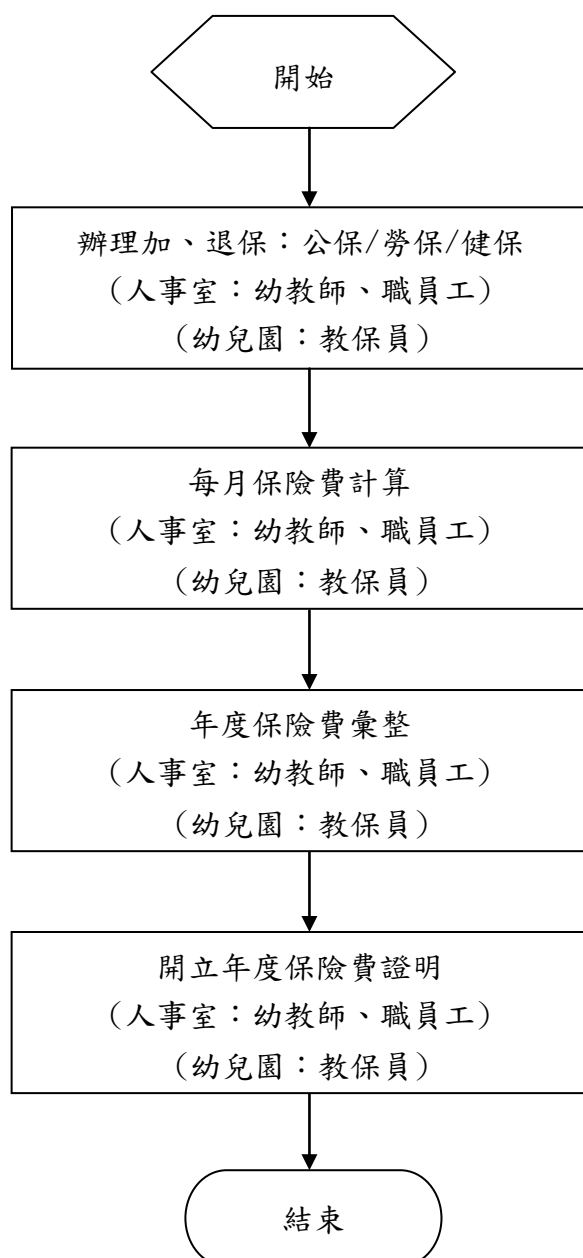 開始
辦理加、退保：公保/勞保/健保
（人事室：幼教師、職員工）
（幼兒園：教保員）
每月保險費計算
（人事室：幼教師、職員工）
（幼兒園：教保員）
年度保險費彙整
（人事室：幼教師、職員工）
（幼兒園：教保員）
開立年度保險費證明
（人事室：幼教師、職員工）
（幼兒園：教保員）
結束